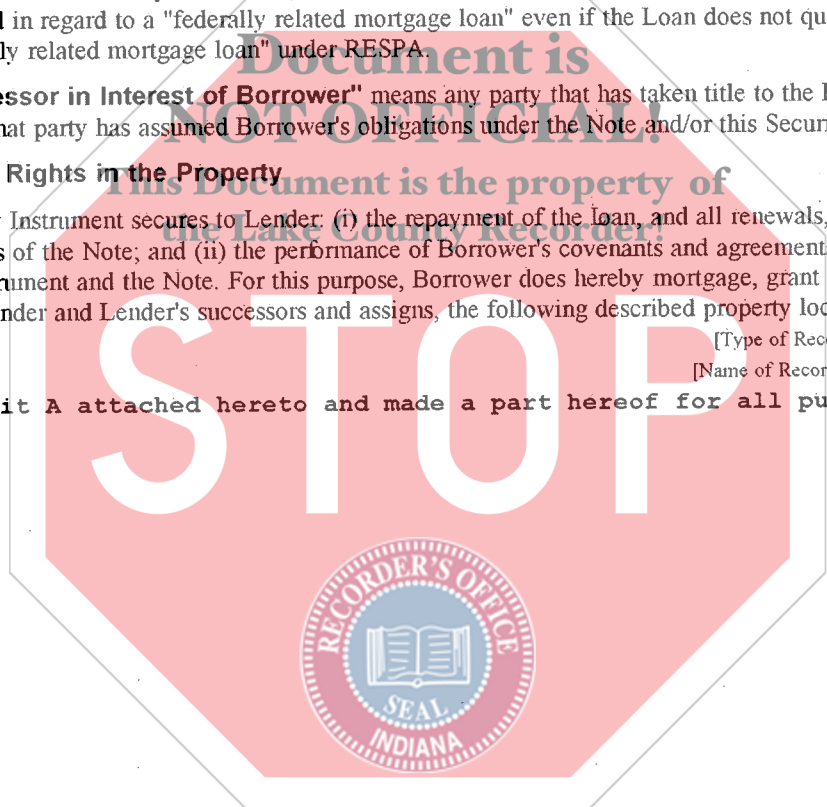 l in regard to a "federally related mortgage loan" even if the Loan does not qu
ly related mortgage loan" under RESPA.
Document is
essor in Interest of Borrower" means any party that has taken title to the
NOT OFFICIAL!
hat party has assumed Borrower's obligations under the Note and/or this Securi
Rights in the Property
This Document is the property of
Instrument secures to Lender: (i) the repayment of the Loan, and all renewals,
the Lake County Recorder!
s of the Note; and (ii) the performance of Borrower's covenants and agreement
rument and the Note. For this purpose, Borrower does hereby mortgage, grant
nder and Lender's successors and assigns, the following described property loc
[Type of Reco
[Name of Recor
it A attached hereto and made a part hereof for all pu
STOP
RECORDER'S OFFICE
SEAL
INDIANA